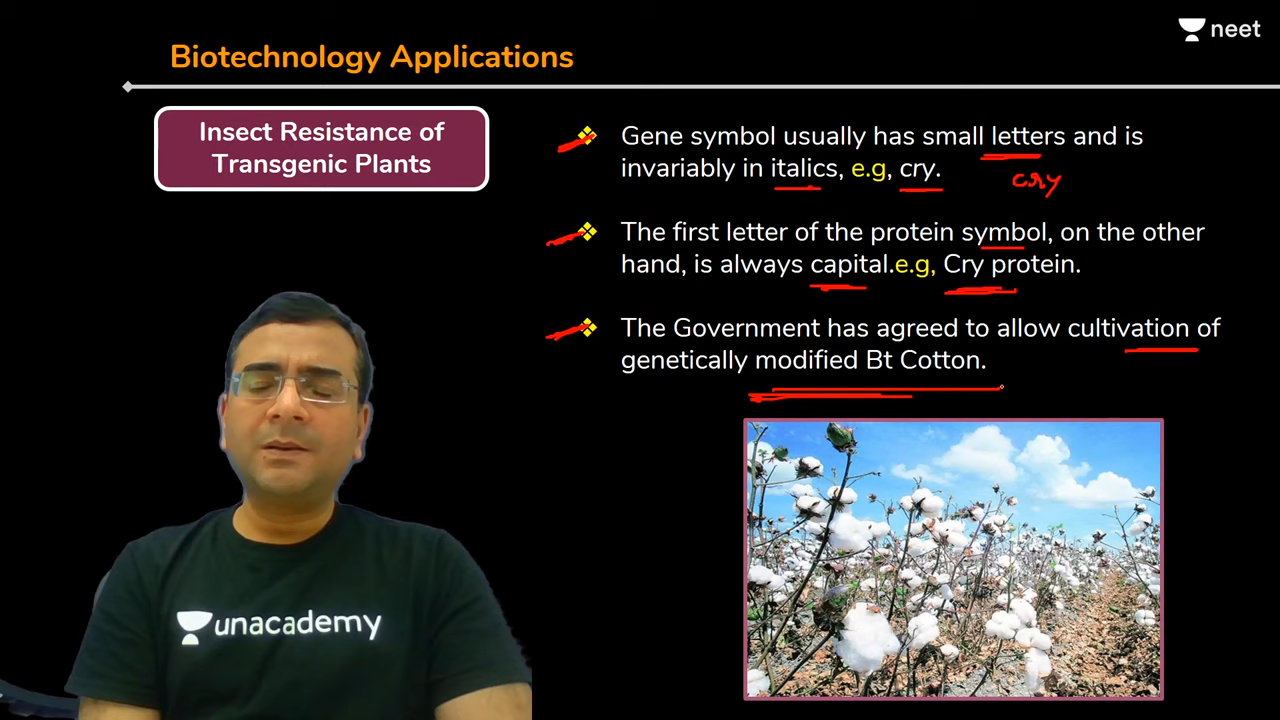 neet
Biotechnology Applications
Insect Resistance of
Transgenic Plants
Gene symbol usually has small letters and is
invariably in italics, e.g, cry.
cry
The first letter of the protein symbol, on the other
hand, is always capital.e.g, Cry protein.
The Government has agreed to allow cultivation of
genetically modified Bt Cotton.
unacademy